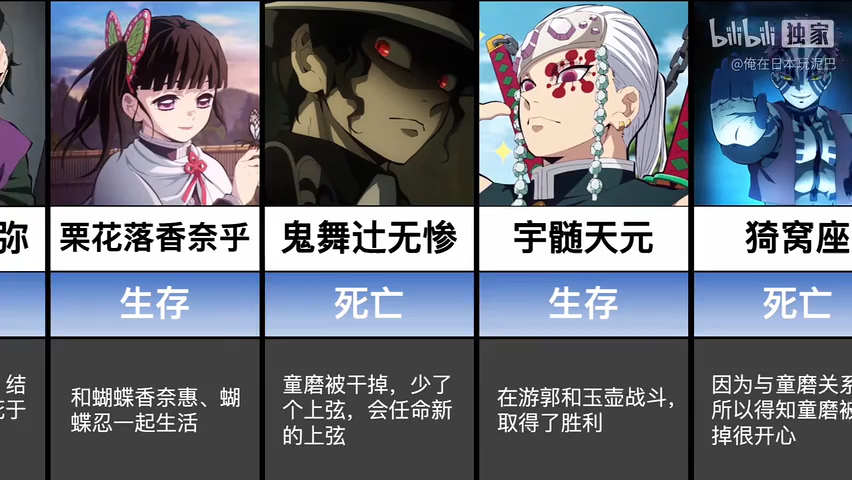 bilibili 独家
@俺在日本玩泥巴
弥
栗花落香奈乎
鬼舞辻无惨
宇髄天元
猗窝座
生存
死亡
生存
死亡
结
于
和蝴蝶香奈惠、蝴
蝶忍一起生活
童磨被干掉，少了
个上弦，会任命新
的上弦
在游郭和玉壶战斗，
取得了胜利
因为与童磨关系
所以得知童磨被
掉很开心